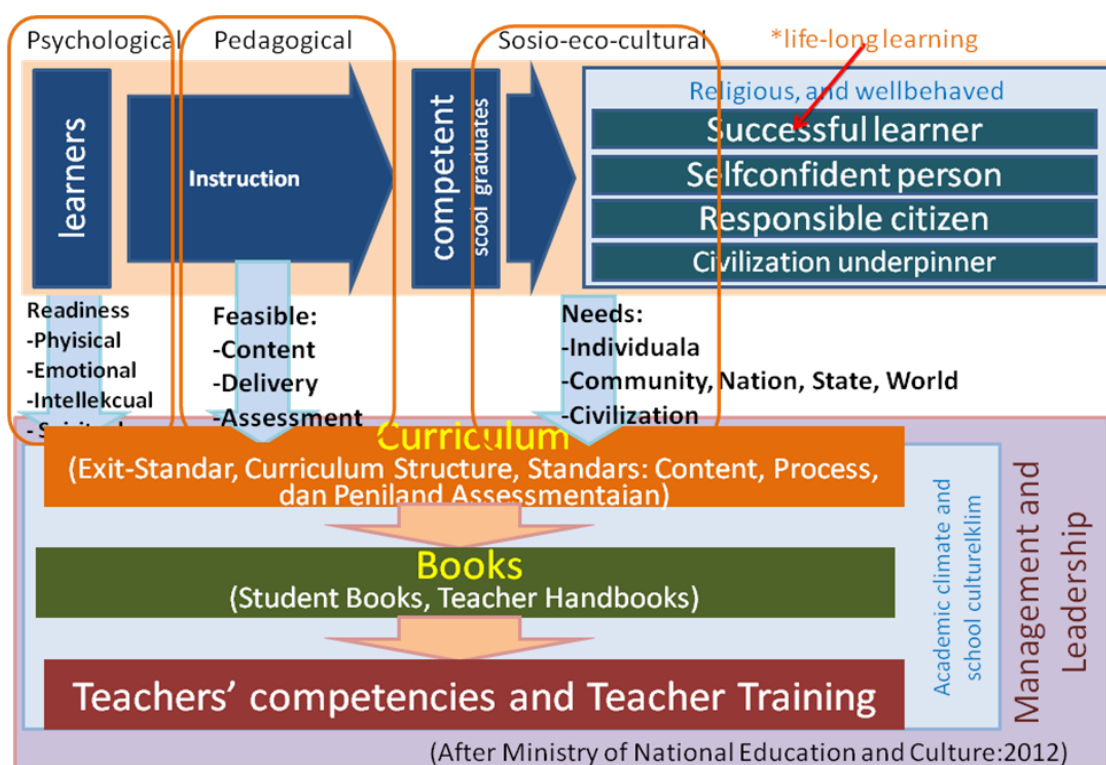 Psychological
Pedagogical
Sosio-eco-cultural
*life-long learning
learners
Instruction
competent
scool graduates
Religious, and wellbehaved
Successful learner
Selfconfident person
Responsible citizen
Civilization underpinner
Readiness
-Phyisical
-Emotional
-Intellekcual
- Spiritual
Feasible:
-Content
-Delivery
-Assessment
Needs:
-Individuala
-Community, Nation, State, World
-Civilization
Curriculum
(Exit-Standar, Curriculum Structure, Standars: Content, Process,
dan Peniland Assessmentaian)
Books
(Student Books, Teacher Handbooks)
Teachers’ competencies and Teacher Training
Academic climate and
school culturelklim
Management and
Leadership
(After Ministry of National Education and Culture:2012)